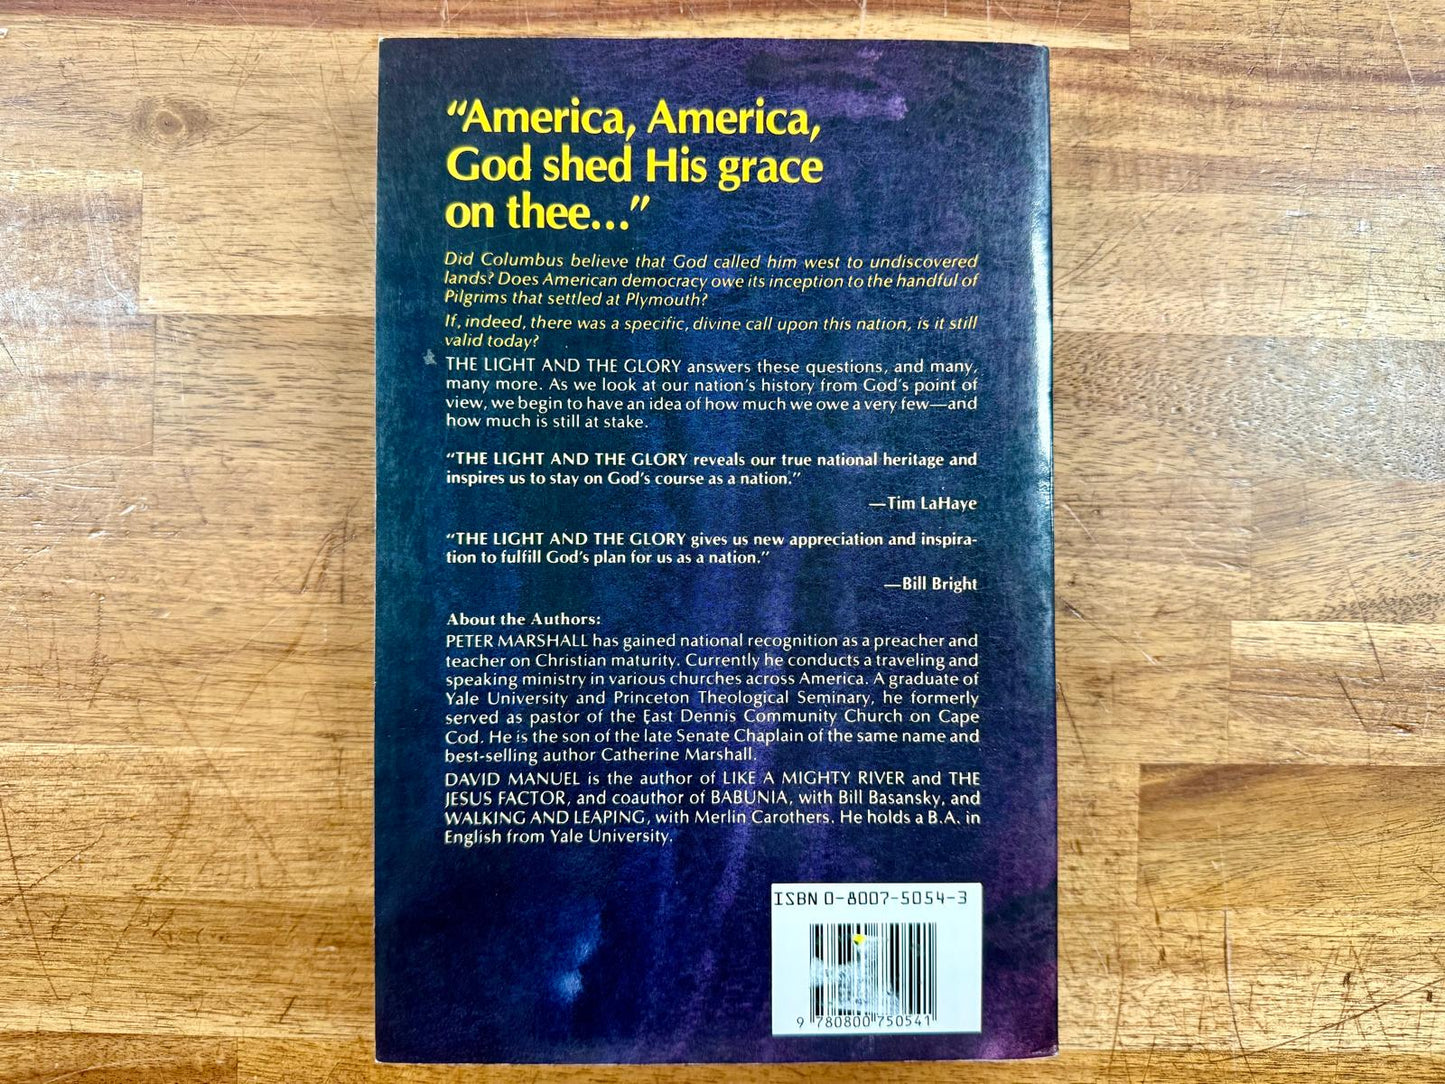 “America, America,
God shed His grace
on thee...”
Did Columbus believe that God called him west to undiscovered
lands? Does American democracy owe its inception to the handful of
Pilgrims that settled at Plymouth?
If, indeed, there was a specific, divine call upon this nation, is it still
valid today?
THE LIGHT AND THE GLORY answers these questions, and many,
many more. As we look at our nation’s history from God’s point of
view, we begin to have an idea of how much we owe a very few—and
how much is still at stake.
“THE LIGHT AND THE GLORY reveals our true national heritage and
inspires us to stay on God’s course as a nation.”
—Tim LaHaye
“THE LIGHT AND THE GLORY gives us new appreciation and inspira-
tion to fulfill God’s plan for us as a nation.”
—Bill Bright
About the Authors:
PETER MARSHALL has gained national recognition as a preacher and
teacher on Christian maturity. Currently he conducts a traveling and
speaking ministry in various churches across America. A graduate of
Yale University and Princeton Theological Seminary, he formerly
served as pastor of the East Dennis Community Church on Cape
Cod. He is the son of the late Senate Chaplain of the same name and
best-selling author Catherine Marshall.
DAVID MANUEL is the author of LIKE A MIGHTY RIVER and THE
JESUS FACTOR, and coauthor of BABUNIA, with Bill Basansky, and
WALKING AND LEAPING, with Merlin Carothers. He holds a B.A. in
English from Yale University.
ISBN 0-8007-5054-3
9 780800 750541